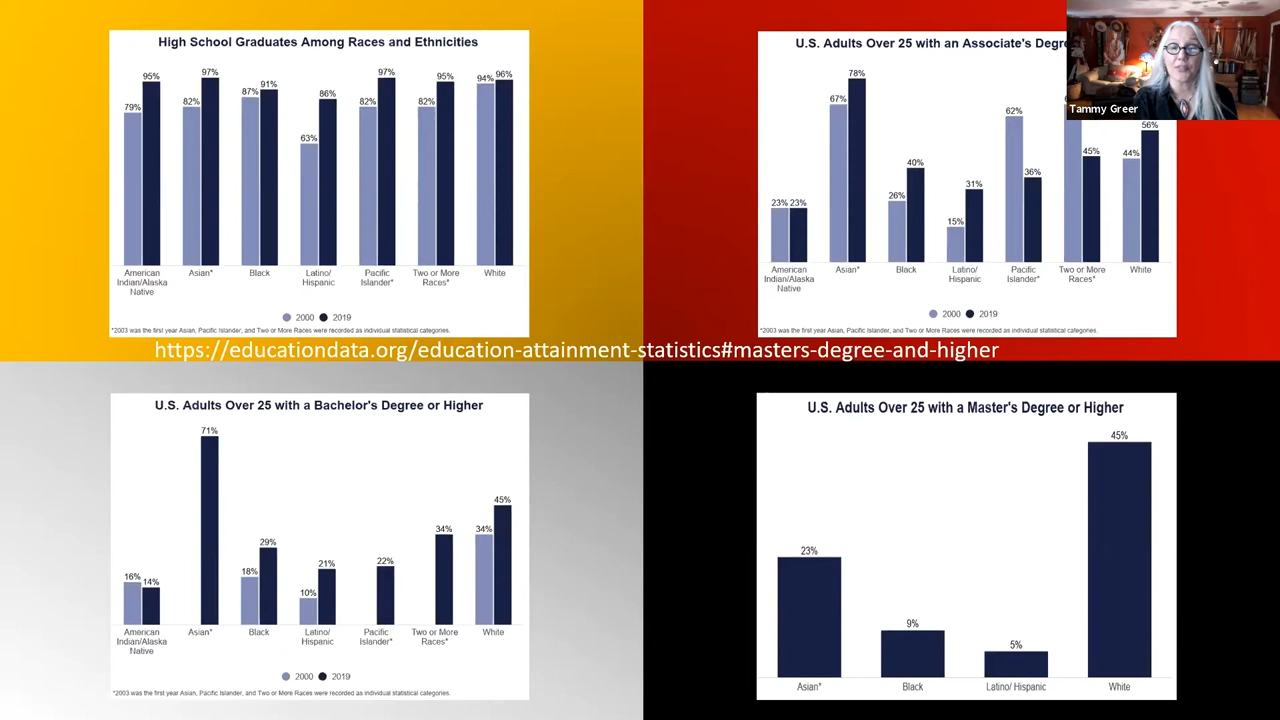 High School Graduates Among Races and Ethnicities
79% 95% 82% 97% 87% 91% 63% 86% 82% 97% 82% 95% 94% 96%
American Indian/Alaska Native
Asian*
Black
Latino/ Hispanic
Pacific Islander*
Two or More Races*
White
2000 2019
*2003 was the first year Asian, Pacific Islander, and Two or More Races were recorded as individual statistical categories.
U.S. Adults Over 25 with an Associate's
Tammy Greer
23% 23% 67% 78% 26% 40% 15% 31% 62% 36% 45% 44% 56%
American Indian/Alaska Native
Asian*
Black
Latino/ Hispanic
Pacific Islander*
Two or More Races*
White
2000 2019
*2003 was the first year Asian, Pacific Islander, and Two or More Races were recorded as individual statistical categories.
https://educationdata.org/education-attainment-statistics#masters-degree-and-higher
U.S. Adults Over 25 with a Bachelor's Degree or Higher
16% 14% 71% 18% 29% 10% 21% 22% 34% 34% 45%
American Indian/Alaska Native
Asian*
Black
Latino/ Hispanic
Pacific Islander*
Two or More Races*
White
2000 2019
*2003 was the first year Asian, Pacific Islander, and Two or More Races were recorded as individual statistical categories.
U.S. Adults Over 25 with a Master's Degree or Higher
23% 9% 5% 45%
Asian* Black Latino/ Hispanic White